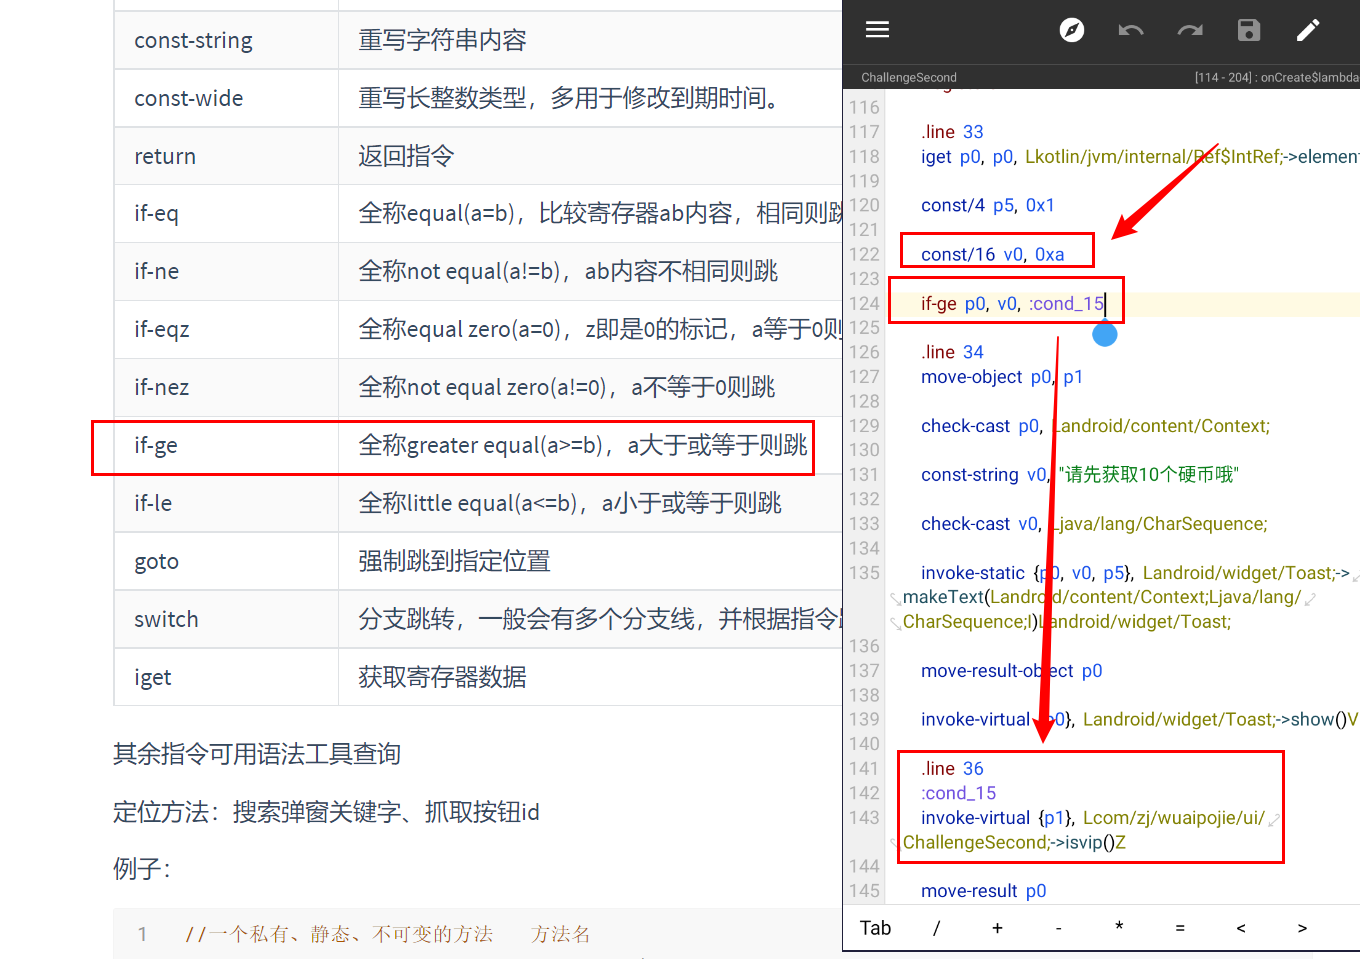 const-string 重写字符串内容
const-wide 重写长整数类型，多用于修改到期时间。
return 返回指令
if-eq 全称equal(a=b)，比较寄存器ab内容，相同则跳
if-ne 全称not equal(a!=b)，ab内容不相同则跳
if-eqz 全称equal zero(a=0)，z即是0的标记，a等于0则
if-nez 全称not equal zero(a!=0)，a不等于0则跳
if-ge 全称greater equal(a>=b)，a大于或等于则跳
if-le 全称little equal(a<=b)，a小于或等于则跳
goto 强制跳到指定位置
switch 分支跳转，一般会有多个分支线，并根据指令
iget 获取寄存器数据
其余指令可用语法工具查询
定位方法：搜索弹窗关键字、抓取按钮id
例子：
1 //一个私有、静态、不可变的方法 方法名
ChallengeSecond [114 - 204] : onCreate$lambda
116
117 .line 33
118 iget p0, p0, Lkotlin/jvm/internal/Ref$IntRef;->element
119
120 const/4 p5, 0x1
121
122 const/16 v0, 0xa
123
124 if-ge p0, v0, :cond_15
125
126 .line 34
127 move-object p0, p1
128
129 check-cast p0, Landroid/content/Context;
130
131 const-string v0, "请先获取10个硬币哦"
132
133 check-cast v0, Ljava/lang/CharSequence;
134
135 invoke-static {p0, v0, p5}, Landroid/widget/Toast;->
makeText(Landroid/content/Context;Ljava/lang/
CharSequence;I)Landroid/widget/Toast;
136
137 move-result-object p0
138
139 invoke-virtual {p0}, Landroid/widget/Toast;->show()V
140
141 .line 36
142 :cond_15
143 invoke-virtual {p1}, Lcom/zj/wuaipojie/ui/
ChallengeSecond;->isvip()Z
144
145 move-result p0
Tab / + - * = < >